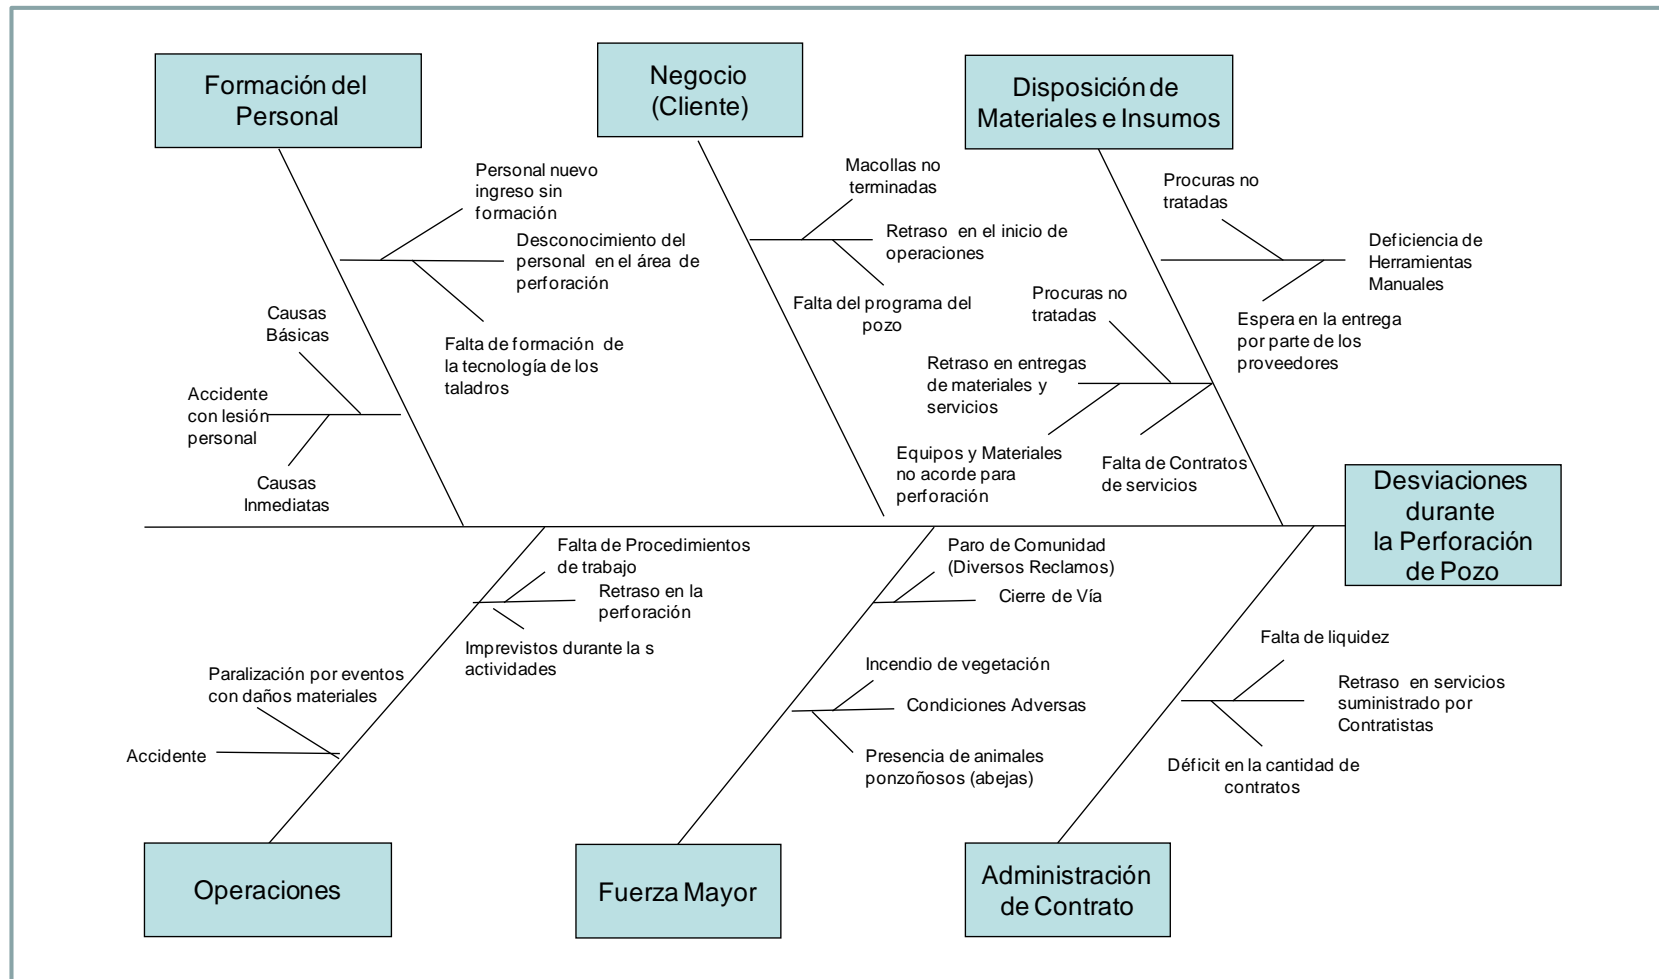 Formación del
Personal
Negocio
(Cliente)
Disposición de
Materiales e Insumos
Personal nuevo
ingreso sin
formación
Desconocimiento del
personal en el área de
perforación
Falta de formación de
la tecnología de los
taladros
Causas
Básicas
Accidente
con lesión
personal
Causas
Inmediatas
Macollas no
terminadas
Retraso en el inicio de
operaciones
Falta del programa del
pozo
Procuras no
tratadas
Deficiencia de
Herramientas
Manuales
Espera en la entrega
por parte de los
proveedores
Procuras no
tratadas
Retraso en entregas
de materiales y
servicios
Equipos y Materiales
no acorde para
perforación
Falta de Contratos
de servicios
Desviaciones
durante
la Perforación
de Pozo
Falta de Procedimientos
de trabajo
Retraso en la
perforación
Imprevistos durante la s
actividades
Paralización por eventos
con daños materiales
Accidente
Paro de Comunidad
(Diversos Reclamos)
Cierre de Vía
Incendio de vegetación
Condiciones Adversas
Presencia de animales
ponzoñosos (abejas)
Falta de liquidez
Retraso en servicios
suministrado por
Contratistas
Déficit en la cantidad de
contratos
Operaciones
Fuerza Mayor
Administración
de Contrato